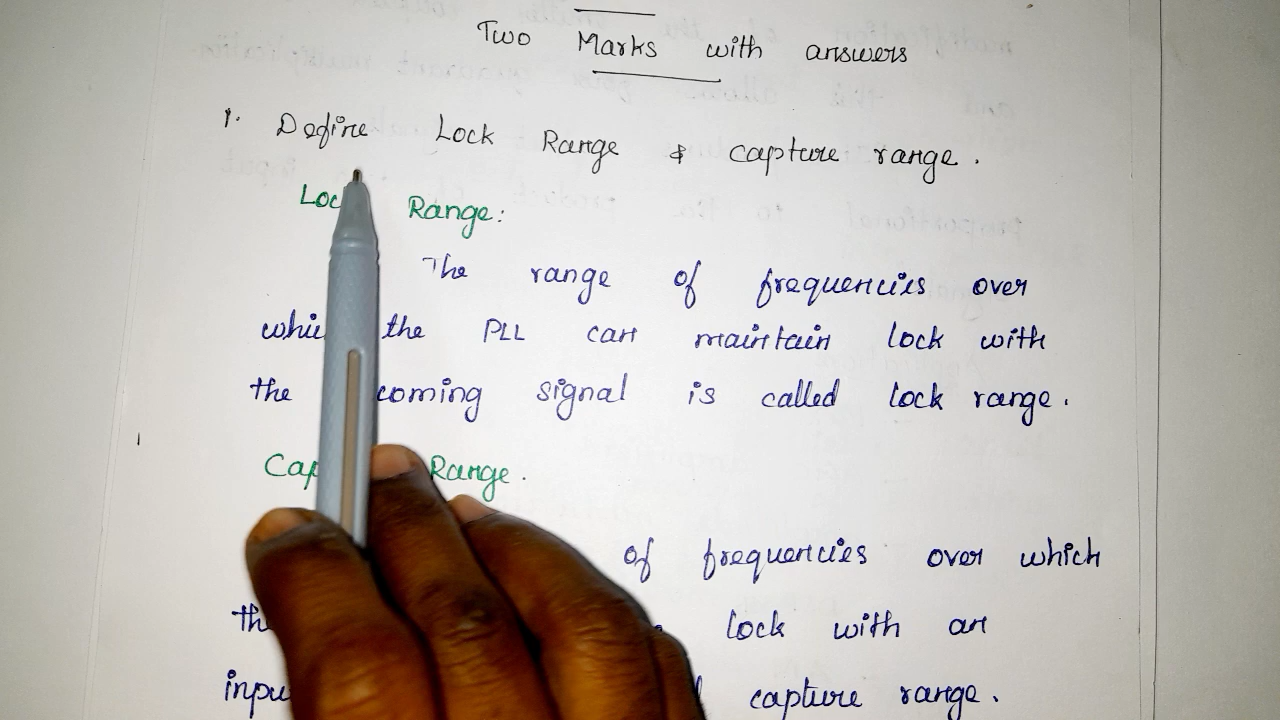 Two Marks with answers
1. Define Lock Range & capture range.
Range:
The range of frequencies over
the PLL can maintain lock with
the coming signal is called lock range.
Range.
of frequencies over which
lock with an
capture range.